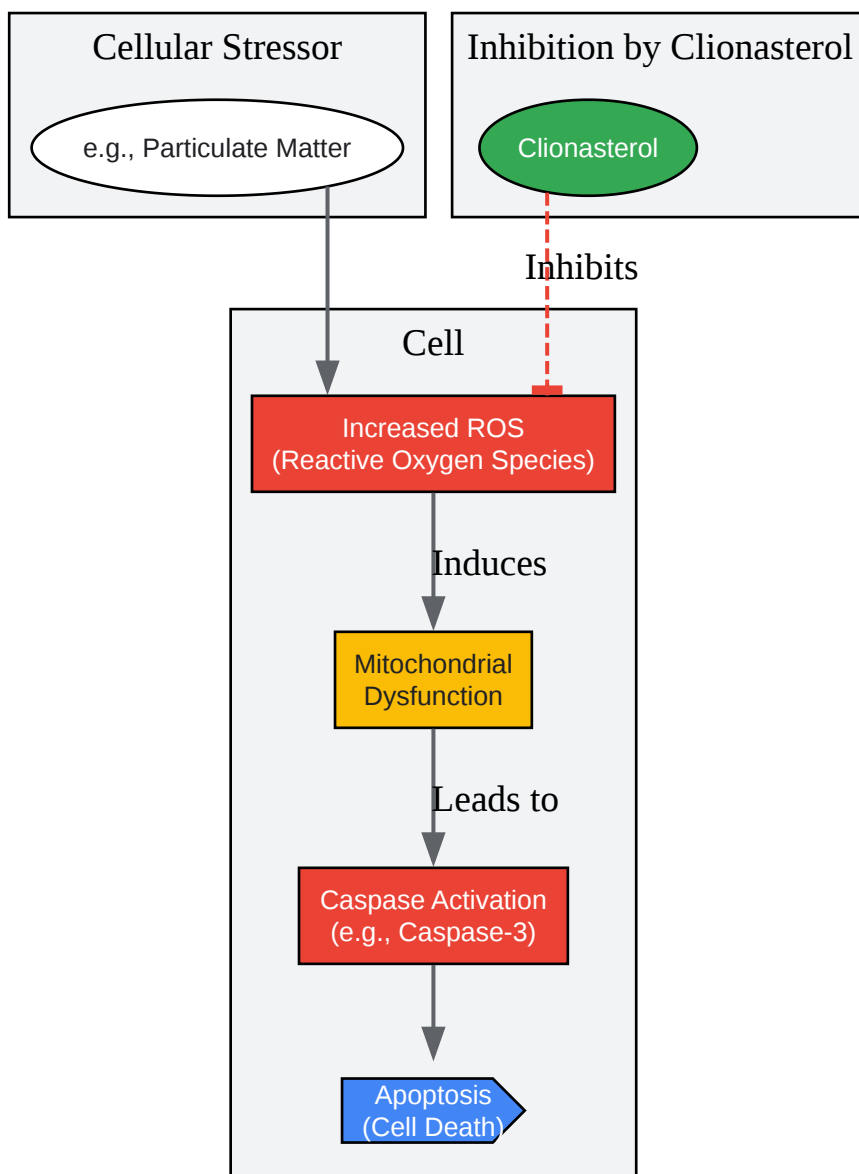 Cellular Stressor
e.g., Particulate Matter
Inhibition by Clionasterol
Clionasterol
Inhibits
Cell
Increased ROS
(Reactive Oxygen Species)
Induces
Mitochondrial
Dysfunction
Leads to
Caspase Activation
(e.g., Caspase-3)
Apoptosis
(Cell Death)